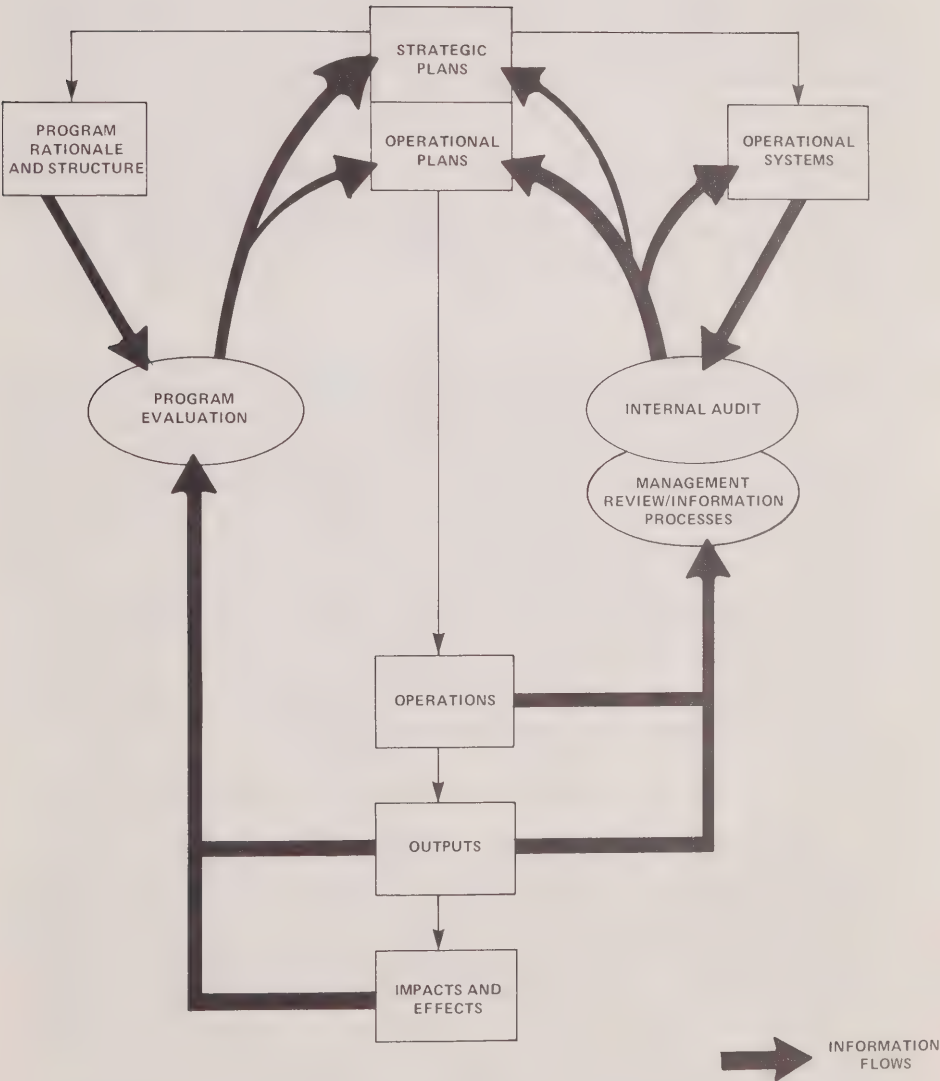 STRATEGIC
PLANS
PROGRAM
RATIONALE
AND STRUCTURE
OPERATIONAL
PLANS
OPERATIONAL
SYSTEMS
PROGRAM
EVALUATION
INTERNAL AUDIT
MANAGEMENT
REVIEW/INFORMATION
PROCESSES
OPERATIONS
OUTPUTS
IMPACTS AND
EFFECTS
INFORMATION
FLOWS